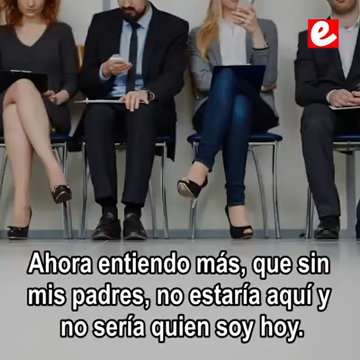 e
Ahora entiendo más, que sin
mis padres, no estaría aquí y
no sería quien soy hoy.